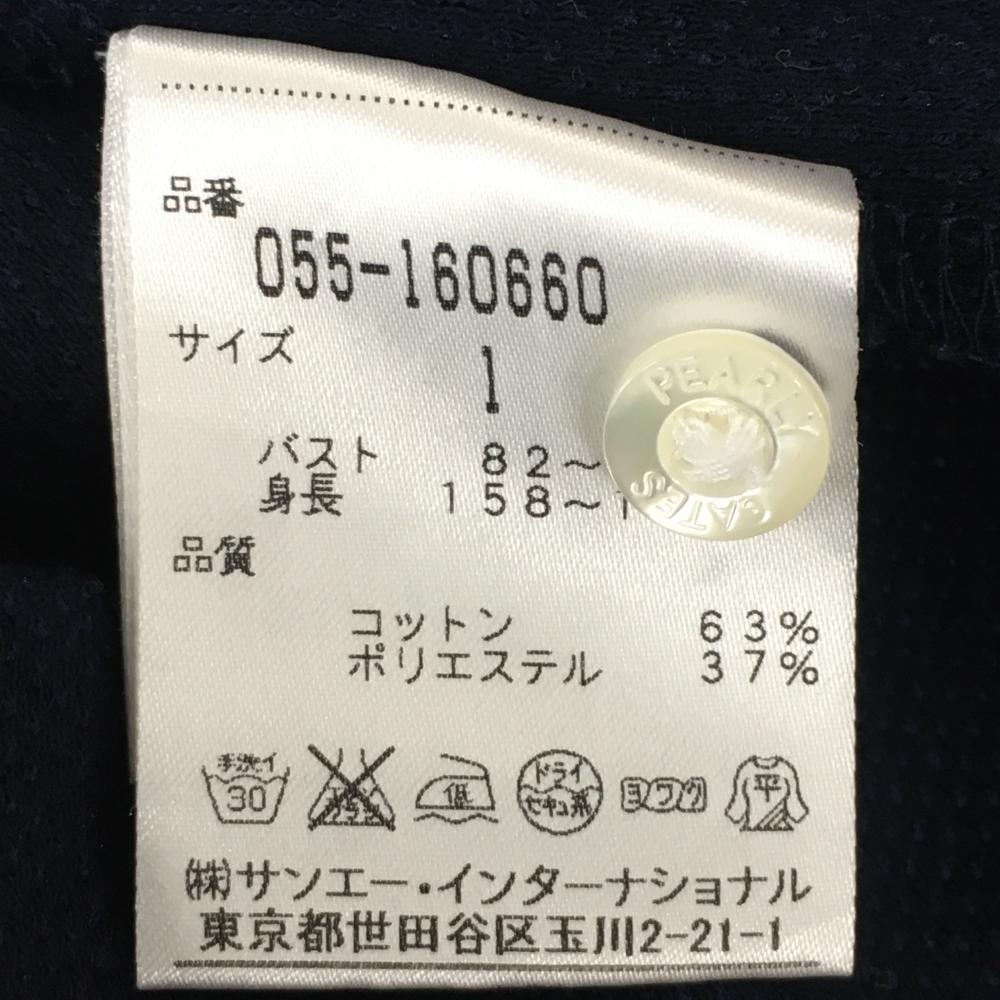 品番
055-160660
サイズ
1
バスト 82~
身長 158~1
PEARLY GATES
品質
コットン 63%
ポリエステル 37%
手洗イ 30
低
ドライ
セキュ系
ヨワク
平
(株)サンエー・インターナショナル
東京都世田谷区玉川2-21-1